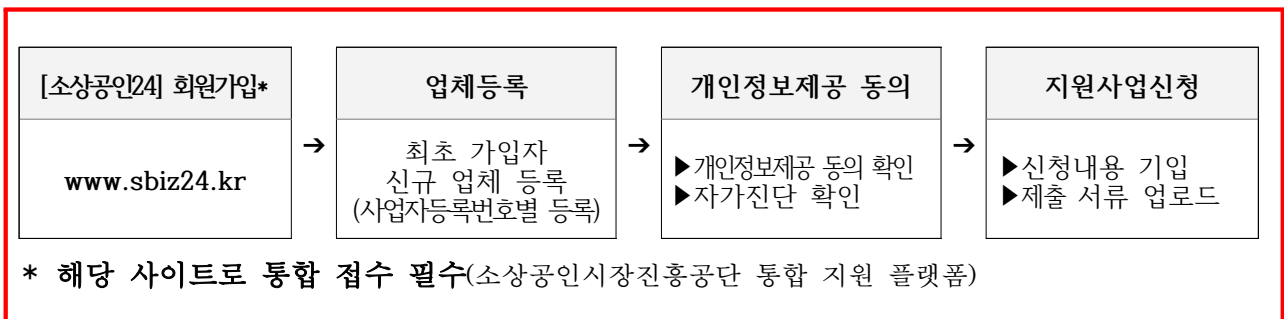 [소상공인24] 회원가입*
www.sbiz24.kr
➔
업체등록
최초 가입자
신규 업체 등록
(사업자등록번호별 등록)
➔
개인정보제공 동의
▶개인정보제공 동의 확인
▶자가진단 확인
➔
지원사업신청
▶신청내용 기입
▶제출 서류 업로드
* 해당 사이트로 통합 접수 필수(소상공인시장진흥공단 통합 지원 플랫폼)